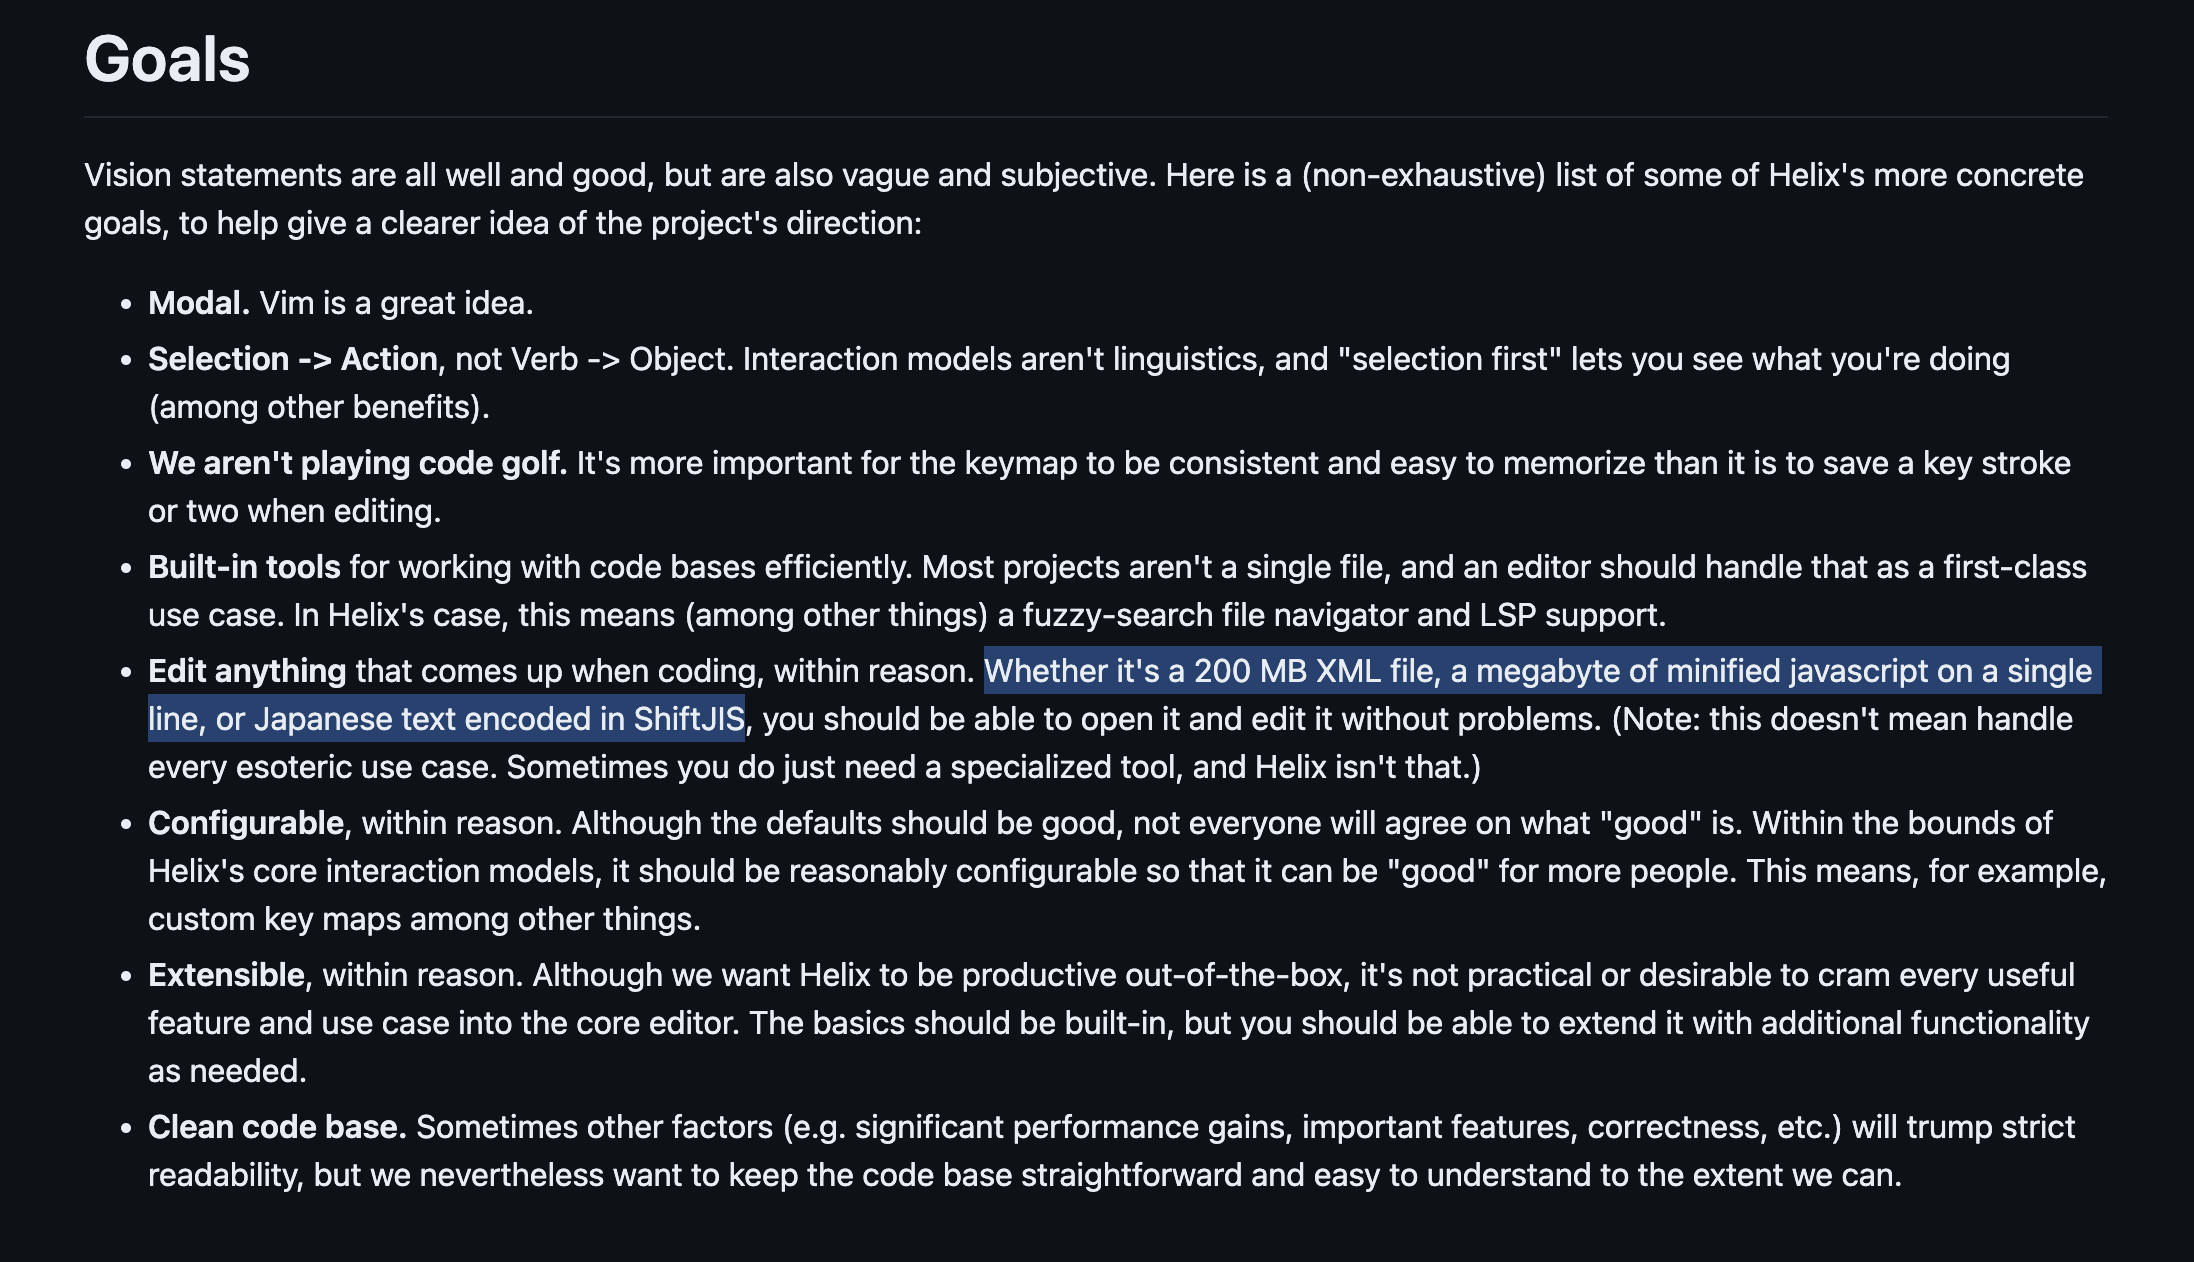 Goals
Vision statements are all well and good, but are also vague and subjective. Here is a (non-exhaustive) list of some of Helix's more concrete
goals, to help give a clearer idea of the project's direction:
• Modal. Vim is a great idea.
• Selection -> Action, not Verb -> Object. Interaction models aren't linguistics, and "selection first" lets you see what you're doing
(among other benefits).
• We aren't playing code golf. It's more important for the keymap to be consistent and easy to memorize than it is to save a key stroke
or two when editing.
• Built-in tools for working with code bases efficiently. Most projects aren't a single file, and an editor should handle that as a first-class
use case. In Helix's case, this means (among other things) a fuzzy-search file navigator and LSP support.
• Edit anything that comes up when coding, within reason. Whether it's a 200 MB XML file, a megabyte of minified javascript on a single
line, or Japanese text encoded in ShiftJIS, you should be able to open it and edit it without problems. (Note: this doesn't mean handle
every esoteric use case. Sometimes you do just need a specialized tool, and Helix isn't that.)
• Configurable, within reason. Although the defaults should be good, not everyone will agree on what "good" is. Within the bounds of
Helix's core interaction models, it should be reasonably configurable so that it can be "good" for more people. This means, for example,
custom key maps among other things.
• Extensible, within reason. Although we want Helix to be productive out-of-the-box, it's not practical or desirable to cram every useful
feature and use case into the core editor. The basics should be built-in, but you should be able to extend it with additional functionality
as needed.
• Clean code base. Sometimes other factors (e.g. significant performance gains, important features, correctness, etc.) will trump strict
readability, but we nevertheless want to keep the code base straightforward and easy to understand to the extent we can.